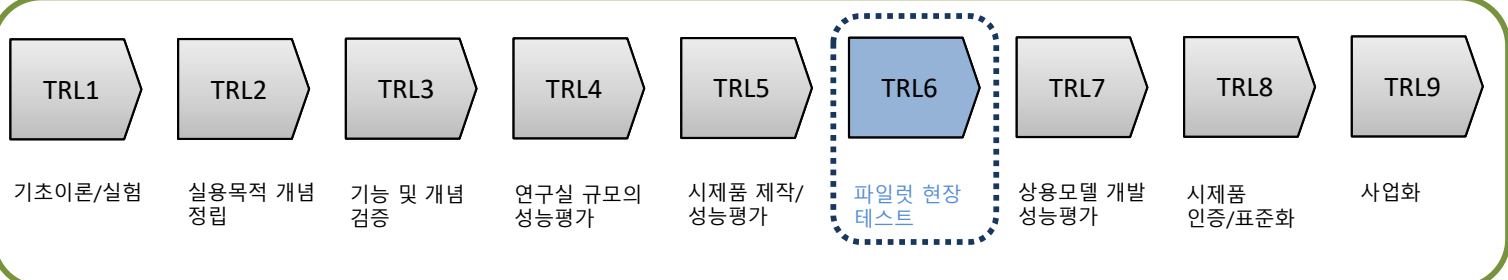 TRL1
TRL2
TRL3
TRL4
TRL5
TRL6
TRL7
TRL8
TRL9
기초이론/실험
실용목적 개념
정립
기능 및 개념
검증
연구실 규모의
성능평가
시제품 제작/
성능평가
파일럿 현장
테스트
상용모델 개발
성능평가
시제품
인증/표준화
사업화